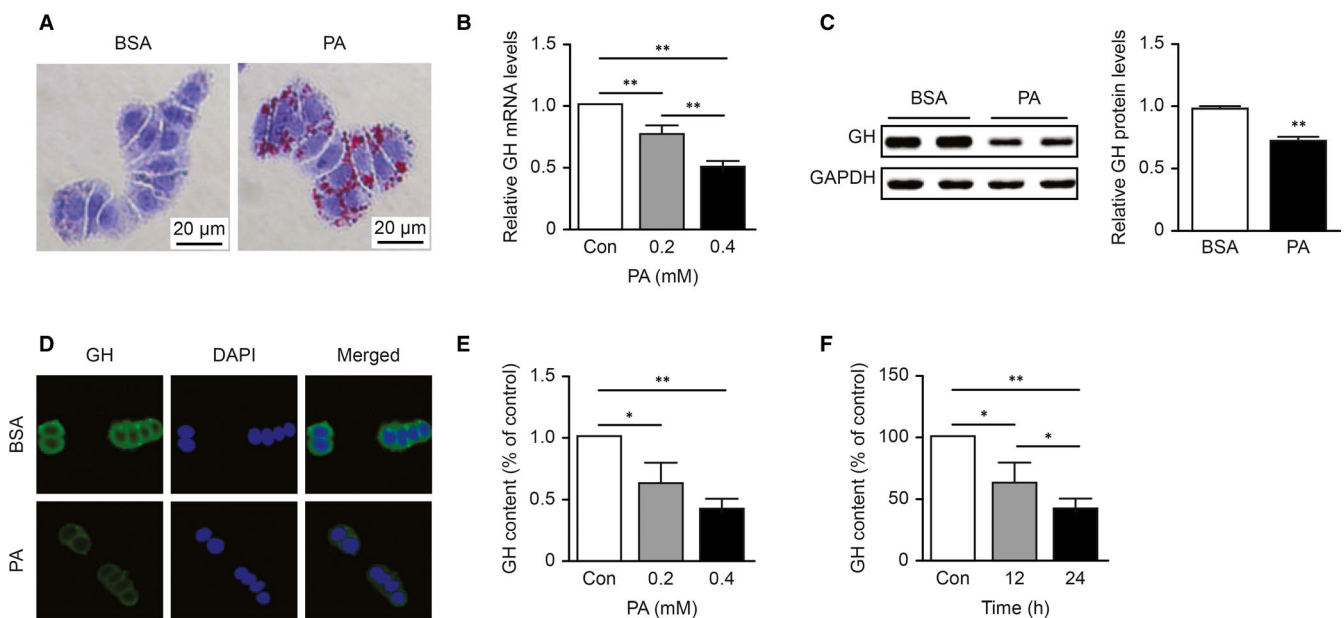 A
BSA
PA
20 μm
20 μm
B
Relative GH mRNA levels
1.5
1.0
0.5
0
**
**
**
Con
0.2
0.4
PA (mM)
C
BSA
PA
GH
GAPDH
Relative GH protein levels
1.5
1.0
0.5
0
**
BSA
PA
D
GH
DAPI
Merged
BSA
PA
E
GH content (% of control)
1.5
1.0
0.5
0
**
*
Con
0.2
0.4
PA (mM)
F
GH content (% of control)
150
100
50
0
**
*
*
Con
12
24
Time (h)